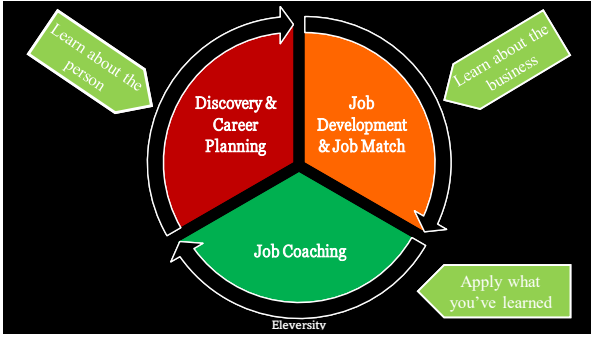 Learn about the
person
Learn about the
business
Discovery &
Career
Planning
Job
Development
& Job Match
Job Coaching
Apply what
you've learned
Eleversity